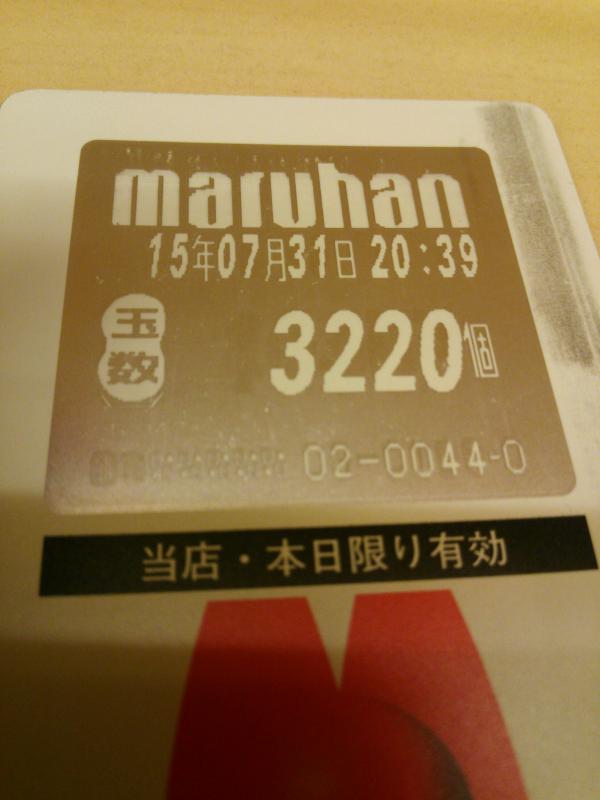 maruhan
15年07月31日 20:39
玉数 3220個
02-0044-0
当店・本日限り有効